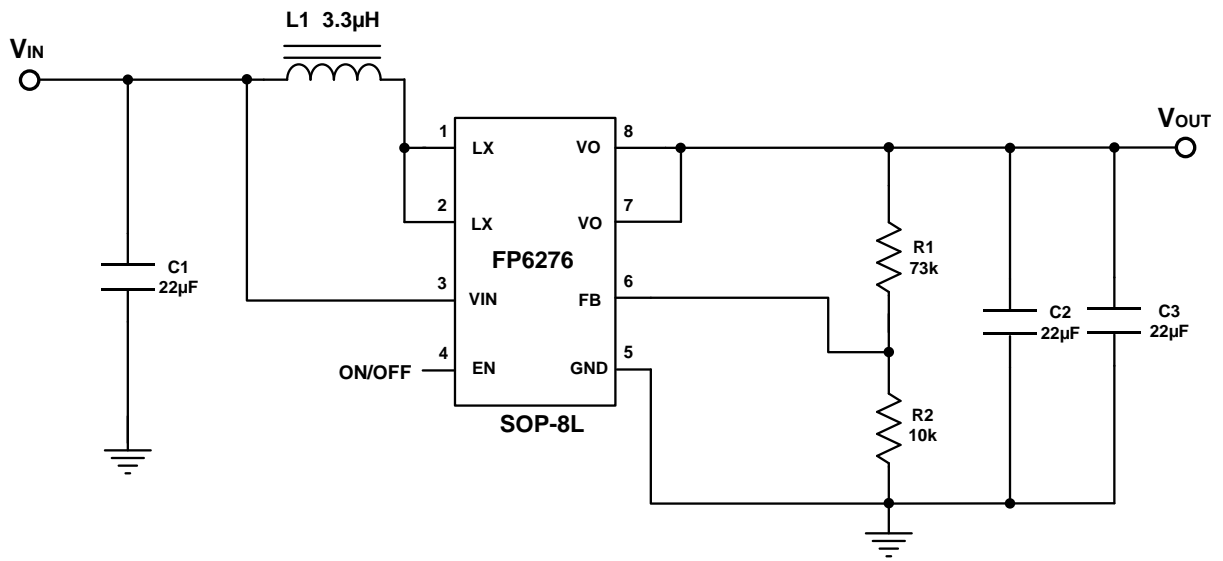 L1 3.3µH
VIN
VOUT
1
LX
VO
8
2
LX
VO
7
FP6276
C1
22µF
R1
73k
3
VIN
FB
6
C2
22µF
C3
22µF
ON/OFF
4
EN
GND
5
SOP-8L
R2
10k